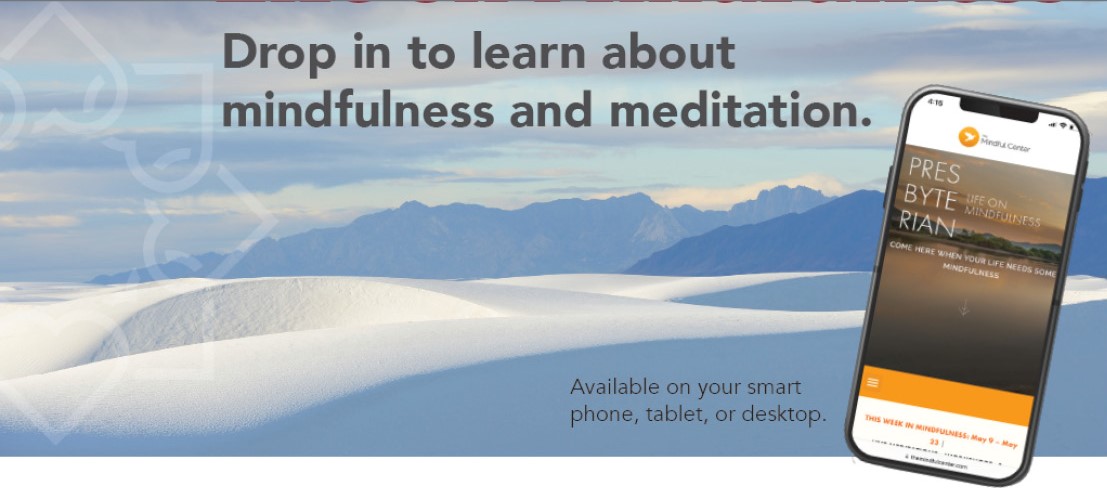 Drop in to learn about
mindfulness and meditation.
4:16
The
Mindful Center
PRES
BYTE
RIAN
LIFE ON
MINDFULNESS
COME HERE WHEN YOUR LIFE NEEDS SOME
MINDFULNESS
THIS WEEK IN MINDFULNESS: May 9 – May
23 |
themindfulcenter.com
Available on your smart
phone, tablet, or desktop.